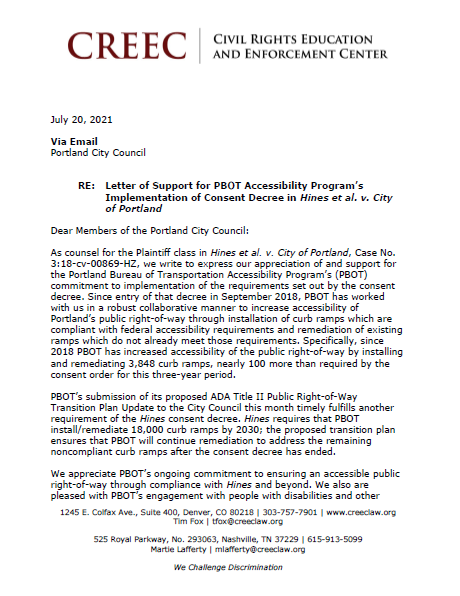 CREEC
CIVIL RIGHTS EDUCATION
AND ENFORCEMENT CENTER
July 20, 2021
Via Email
Portland City Council
RE: Letter of Support for PBOT Accessibility Program's
Implementation of Consent Decree in Hines et al. v. City
of Portland
Dear Members of the Portland City Council:
As counsel for the Plaintiff class in Hines et al. v. City of Portland, Case No.
3:18-cv-00869-HZ, we write to express our appreciation of and support for
the Portland Bureau of Transportation Accessibility Program's (PBOT)
commitment to implementation of the requirements set out by the consent
decree. Since entry of that decree in September 2018, PBOT has worked
with us in a robust collaborative manner to increase accessibility of
Portland's public right-of-way through installation of curb ramps which are
compliant with federal accessibility requirements and remediation of existing
ramps which do not already meet those requirements. Specifically, since
2018 PBOT has increased accessibility of the public right-of-way by installing
and remediating 3,848 curb ramps, nearly 100 more than required by the
consent order for this three-year period.
PBOT's submission of its proposed ADA Title II Public Right-of-Way
Transition Plan Update to the City Council this month timely fulfills another
requirement of the Hines consent decree. Hines requires that PBOT
install/remediate 18,000 curb ramps by 2030; the proposed transition plan
ensures that PBOT will continue remediation to address the remaining
noncompliant curb ramps after the consent decree has ended.
We appreciate PBOT's ongoing commitment to ensuring an accessible public
right-of-way through compliance with Hines and beyond. We also are
pleased with PBOT's engagement with people with disabilities and other
1245 E. Colfax Ave., Suite 400, Denver, CO 80218 | 303-757-7901 | www.creeclaw.org
Tim Fox | tfox@creeclaw.org
525 Royal Parkway, No. 293063, Nashville, TN 37229 | 615-913-5099
Martie Lafferty | mlafferty@creeclaw.org
We Challenge Discrimination